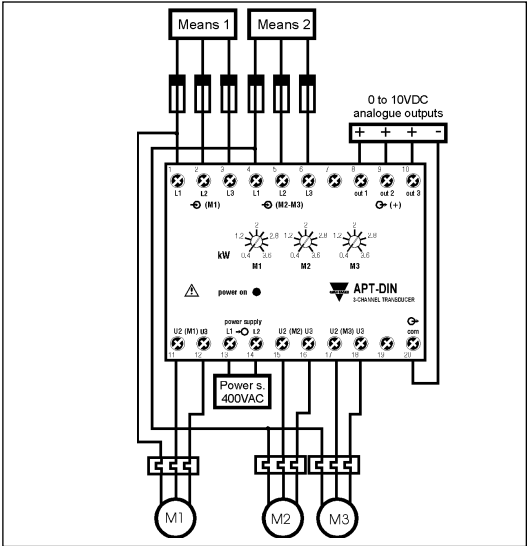 Means 1 Means 2
0 to 10VDC
analogue outputs
+ + + -
1 2 3 4 5 6 7 8 9 10
L1 L2 L3 L1 L2 L3 out 1 out 2 out 3
(M1) (M2-M3) (+)
2 2 2
1.2 2.8 1.2 2.8 1.2 2.8
kW 0.4 3.6 0.4 3.6 0.4 3.6
M1 M2 M3
power on APT-DIN
3-CHANNEL TRANSDUCER
power supply
U2 (M1) U3 L1 L2 U2 (M2) U3 U2 (M3) U3 com
11 12 13 14 15 16 17 18 19 20
Power s.
400VAC
M1 M2 M3